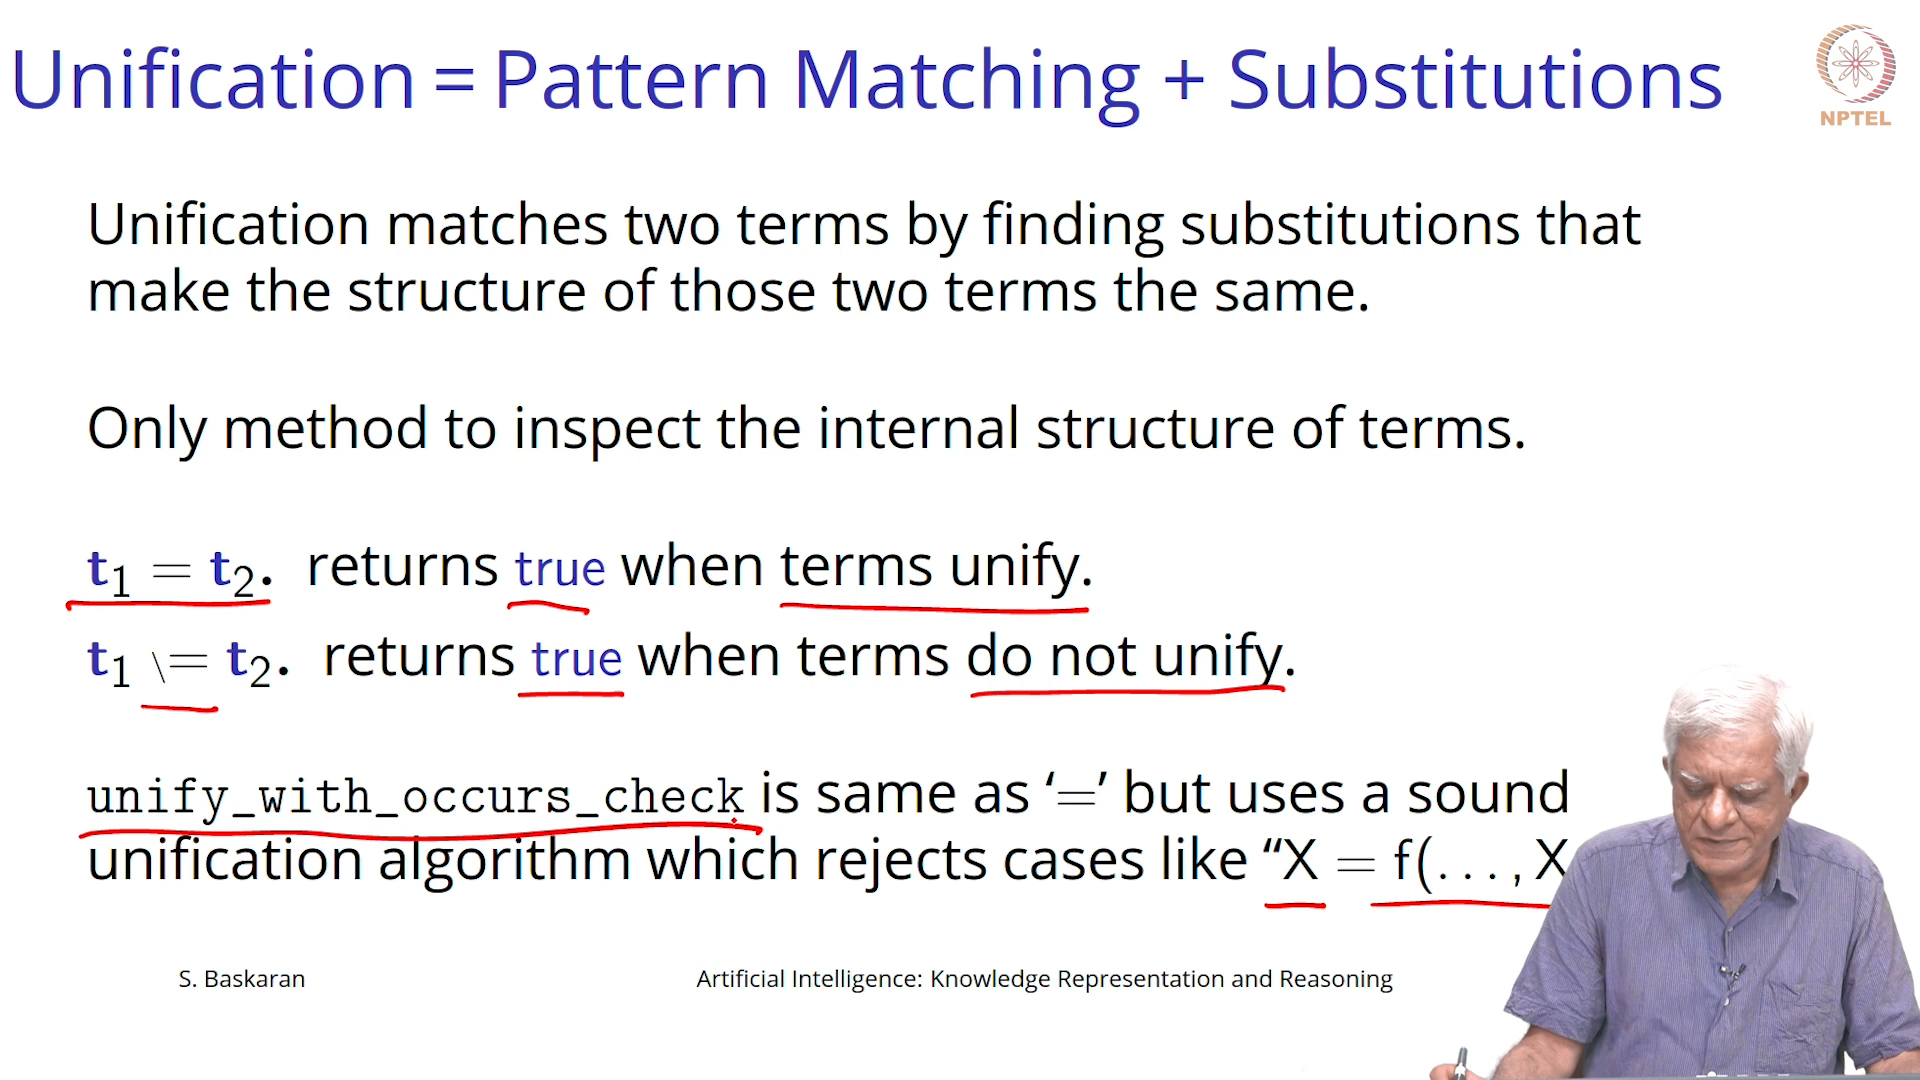 Unification = Pattern Matching + Substitutions
NPTEL
Unification matches two terms by finding substitutions that
make the structure of those two terms the same.
Only method to inspect the internal structure of terms.
t₁ = t₂. returns true when terms unify.
t₁ \= t₂. returns true when terms do not unify.
unify_with_occurs_check is same as ‘=’ but uses a sound
unification algorithm which rejects cases like “X = f(...,X
S. Baskaran
Artificial Intelligence: Knowledge Representation and Reasoning